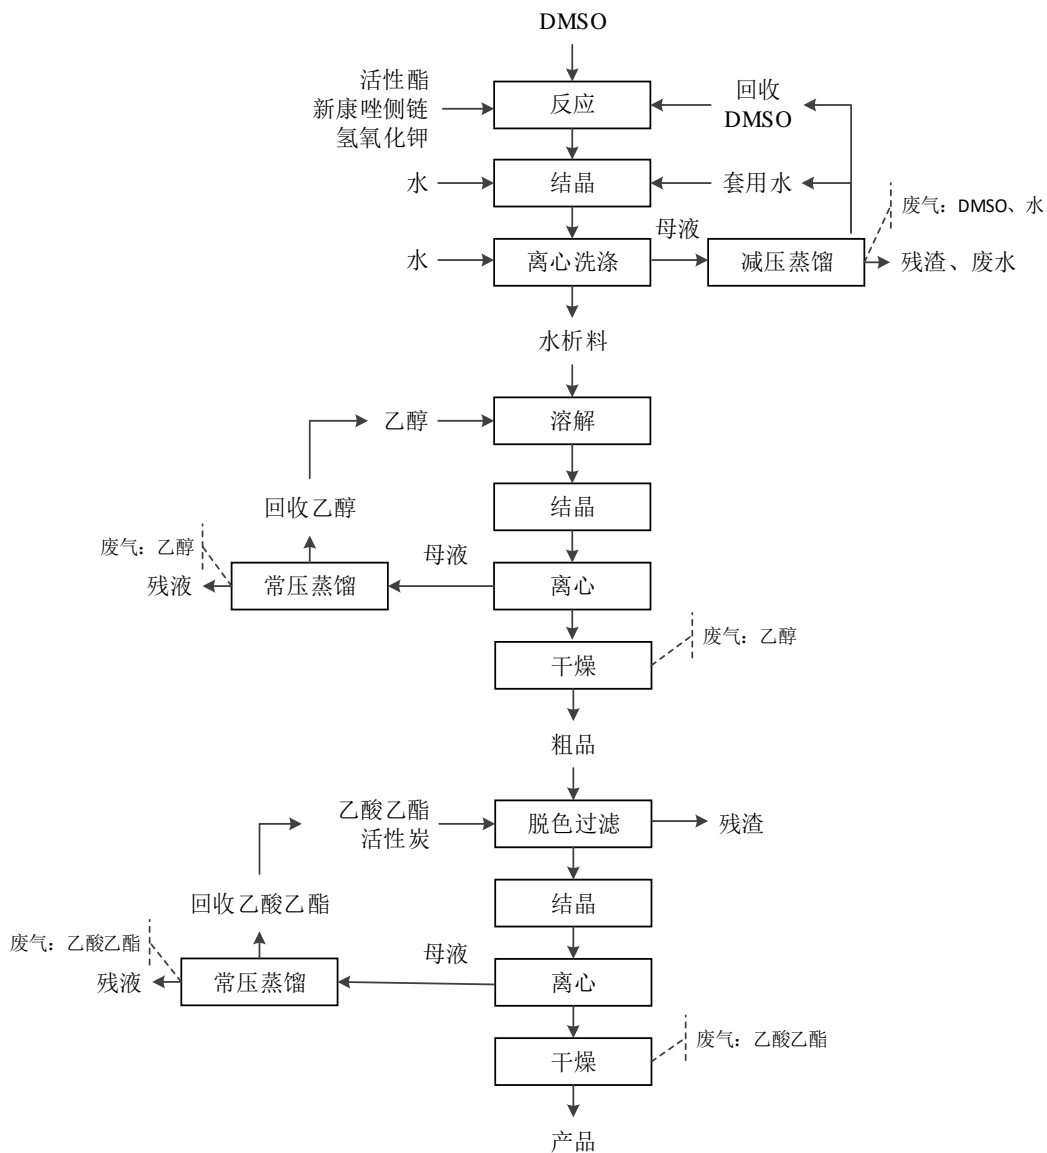 DMSO
活性酯
新康唑侧链
氢氧化钾
反应
回收
DMSO
水
结晶
套用水
废气：DMSO、水
母液
水
离心洗涤
减压蒸馏
残渣、废水
水析料
乙醇
溶解
结晶
回收乙醇
废气：乙醇
母液
残液
常压蒸馏
离心
废气：乙醇
干燥
粗品
乙酸乙酯
活性炭
脱色过滤
残渣
结晶
回收乙酸乙酯
废气：乙酸乙酯
母液
残液
常压蒸馏
离心
废气：乙酸乙酯
干燥
产品